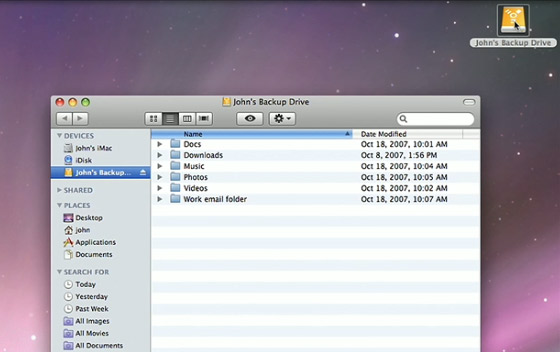 John's Backup Drive
John's Backup Drive
Name Date Modified
DEVICES
John's iMac
iDisk
John's Backup...
SHARED
PLACES
Desktop
john
Applications
Documents
SEARCH FOR
Today
Yesterday
Past Week
All Images
All Movies
All Documents
Docs Oct 18, 2007, 10:01 AM
Downloads Oct 8, 2007, 1:56 PM
Music Oct 18, 2007, 10:04 AM
Photos Oct 18, 2007, 10:05 AM
Videos Oct 18, 2007, 10:02 AM
Work email folder Oct 18, 2007, 10:07 AM